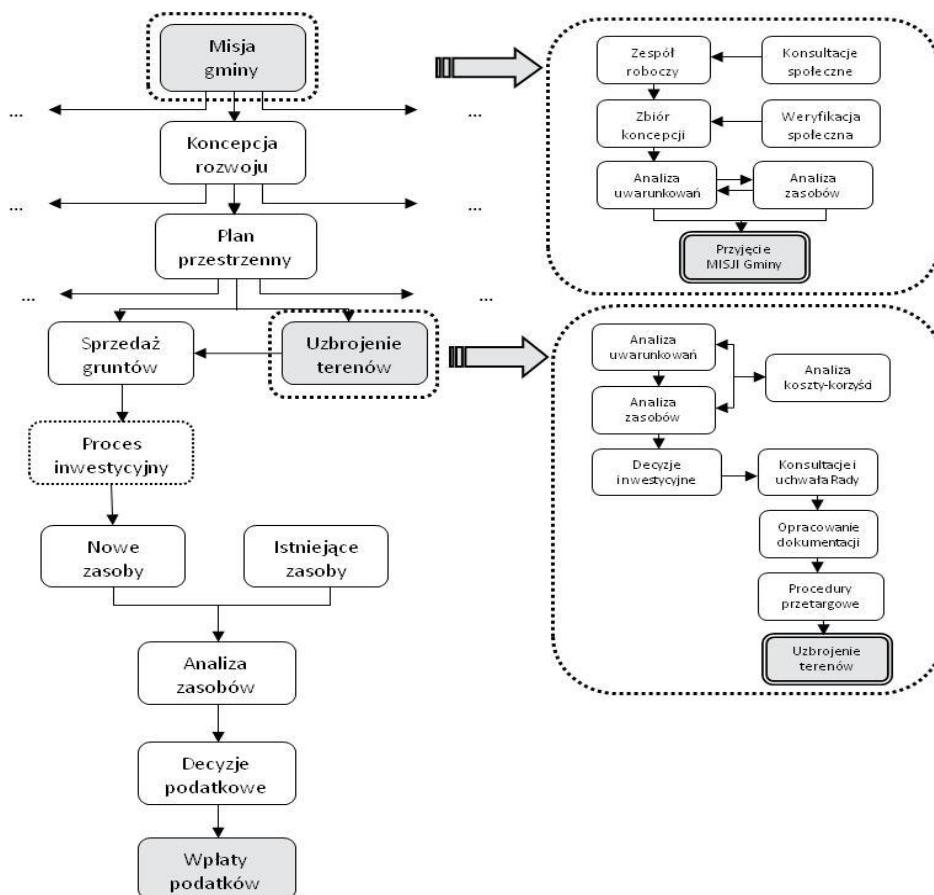 Misja
gminy
...
...
Koncepcja
rozwoju
...
...
Plan
przestrzenny
...
...
Sprzedaż
gruntów
Uzbrojenie
terenów
Proces
inwestycyjny
Nowe
zasoby
Istniejące
zasoby
Analiza
zasobów
Decyzje
podatkowe
Wpłaty
podatków
Zespół
roboczy
Konsultacje
społeczne
Zbiór
koncepcji
Weryfikacja
społeczna
Analiza
uwarunkowań
Analiza
zasobów
Przyjęcie
MISJI Gminy
Analiza
uwarunkowań
Analiza
koszty-korzyści
Analiza
zasobów
Decyzje
inwestycyjne
Konsultacje i
uchwała Rady
Opracowanie
dokumentacji
Procedury
przetargowe
Uzbrojenie
terenów